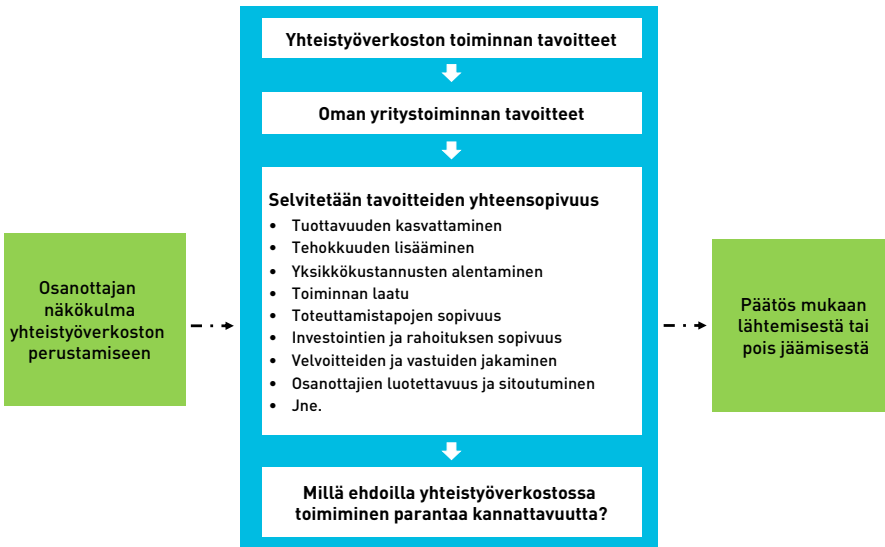 Osanottajan
näkökulma
yhteistyöverkoston
perustamiseen
Yhteistyöverkoston toiminnan tavoitteet
Oman yritystoiminnan tavoitteet
Selvitetään tavoitteiden yhteensopivuus
• Tuottavuuden kasvattaminen
• Tehokkuuden lisääminen
• Yksikkökustannusten alentaminen
• Toiminnan laatu
• Toteuttamistapojen sopivuus
• Investointien ja rahoituksen sopivuus
• Velvoitteiden ja vastuiden jakaminen
• Osanottajien luotettavuus ja sitoutuminen
• Jne.
Millä ehdoilla yhteistyöverkostossa
toimiminen parantaa kannattavuutta?
Päätös mukaan
lähtemisestä tai
pois jäämisestä